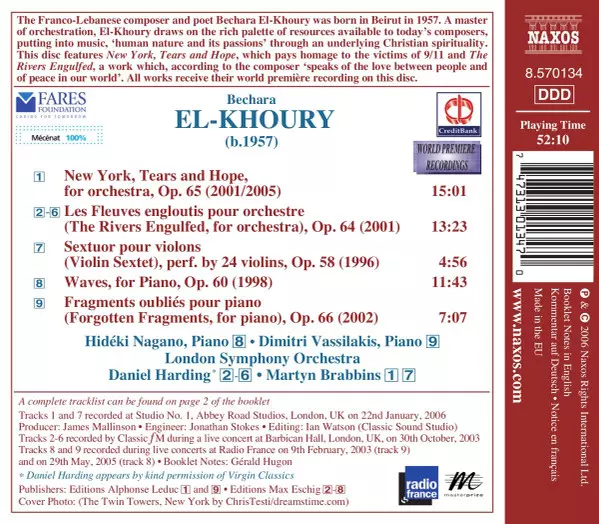 The Franco-Lebanese composer and poet Bechara El-Khoury was born in Beirut in 1957. A master
of orchestration, El-Khoury draws on the rich palette of resources available to today's composers,
putting into music, 'human nature and its passions' through an underlying Christian spirituality.
This disc features New York, Tears and Hope, which pays homage to the victims of 9/11 and The
Rivers Engulfed, a work which, according to the composer 'speaks of the love between people and
of peace in our world'. All works receive their world première recording on this disc.
FARES
FOUNDATION
CARING FOR TOMORROW
Mécénat 100%
Bechara
EL-KHOURY
(b.1957)
CreditBank
WORLD PREMIERE
RECORDINGS
1 New York, Tears and Hope,
for orchestra, Op. 65 (2001/2005) 15:01
2-6 Les Fleuves engloutis pour orchestre
(The Rivers Engulfed, for orchestra), Op. 64 (2001) 13:23
7 Sextuor pour violons
(Violin Sextet), perf. by 24 violins, Op. 58 (1996) 4:56
8 Waves, for Piano, Op. 60 (1998) 11:43
9 Fragments oubliés pour piano
(Forgotten Fragments, for piano), Op. 66 (2002) 7:07
Hidéki Nagano, Piano 8 • Dimitri Vassilakis, Piano 9
London Symphony Orchestra
Daniel Harding* 2-6 • Martyn Brabbins 1 7
A complete tracklist can be found on page 2 of the booklet
Tracks 1 and 7 recorded at Studio No. 1, Abbey Road Studios, London, UK on 22nd January, 2006
Producer: James Mallinson • Engineer: Jonathan Stokes • Editing: Ian Watson (Classic Sound Studio)
Tracks 2-6 recorded by Classic fM during a live concert at Barbican Hall, London, UK, on 30th October, 2003
Tracks 8 and 9 recorded during live concerts at Radio France on 9th February, 2003 (track 9)
and on 29th May, 2005 (track 8) • Booklet Notes: Gérald Hugon
* Daniel Harding appears by kind permission of Virgin Classics
Publishers: Editions Alphonse Leduc 1 and 9 • Editions Max Eschig 2-8
Cover Photo: (The Twin Towers, New York by ChrisTesti/dreamstime.com)
radio
france
M
masterprize
NAXOS
8.570134
DDD
Playing Time
52:10
7 47313 01347 0
www.naxos.com
℗ & © 2006 Naxos Rights International Ltd.
Booklet Notes in English
Kommentar auf Deutsch • Notice en français
Made in the EU